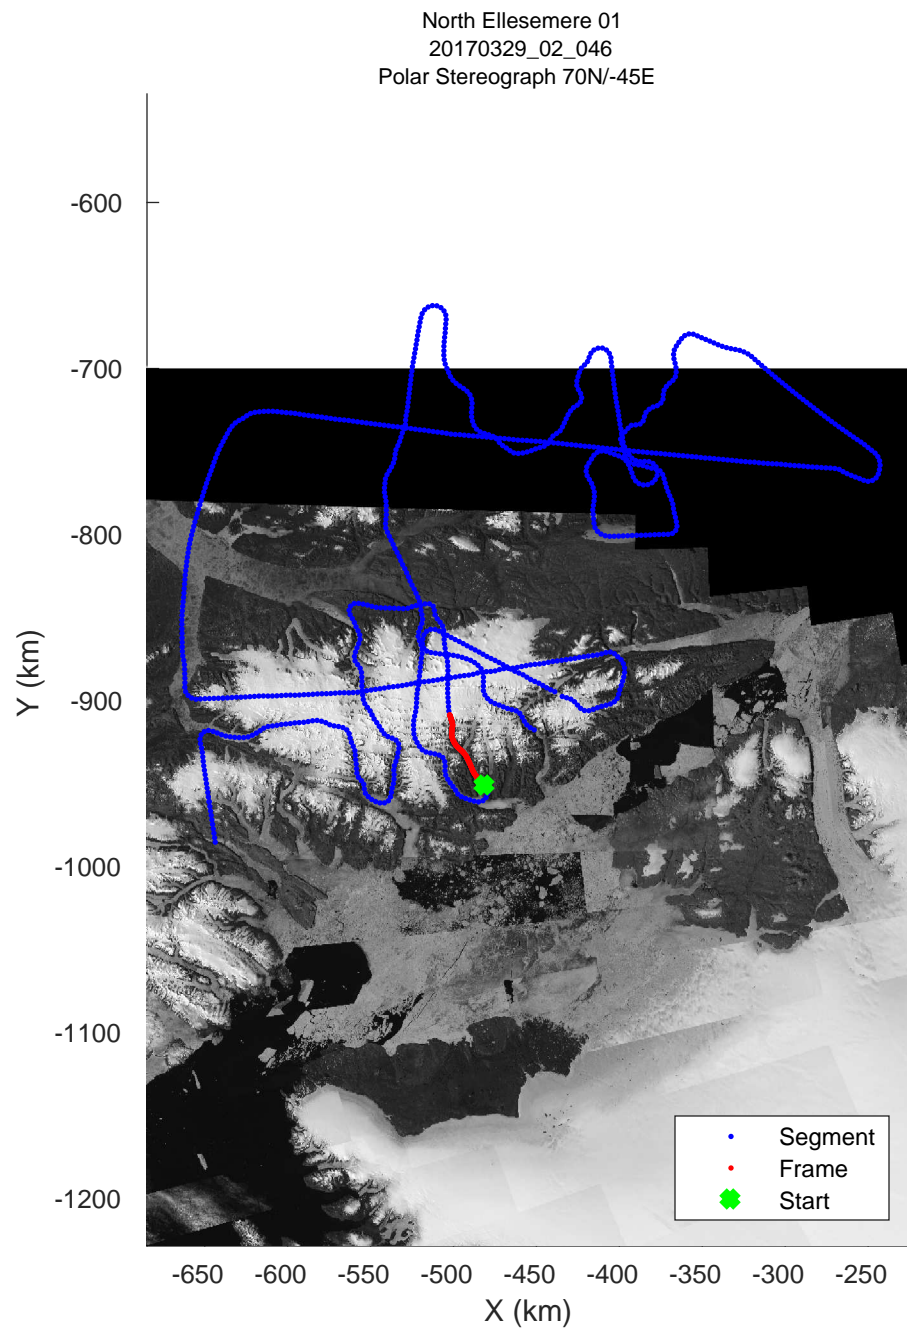 North Ellesemere 01
20170329_02_046
Polar Stereograph 70N/-45E
-600
-700
-800
-900
-1000
-1100
-1200
Y (km)
Segment
Frame
Start
-650 -600 -550 -500 -450 -400 -350 -300 -250
X (km)